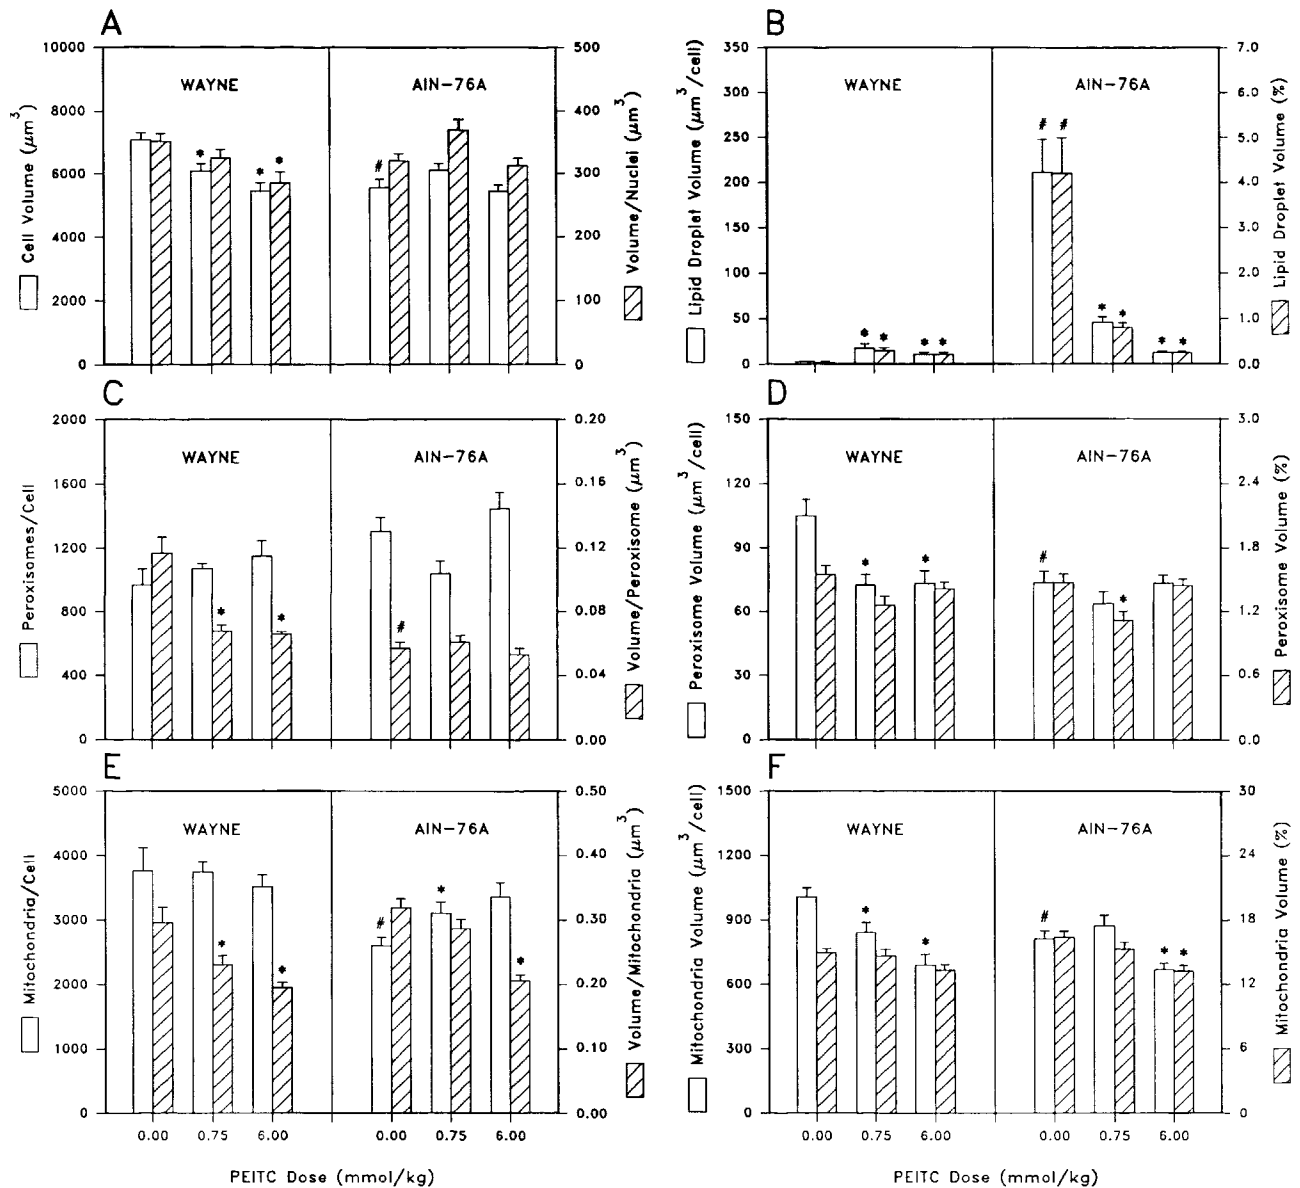 A
10000
8000
6000
4000
2000
0
Cell Volume (μm³)
WAYNE
AIN-76A
*
*
*
#
500
400
300
200
100
0
Volume/Nuclei (μm³)
B
350
300
250
200
150
100
50
0
Lipid Droplet Volume (μm³/cell)
WAYNE
AIN-76A
# #
* *
* *
* *
* *
7.0
6.0
5.0
4.0
3.0
2.0
1.0
0.0
Lipid Droplet Volume (%)
C
2000
1600
1200
800
400
0
Peroxisomes/Cell
WAYNE
AIN-76A
*
*
#
0.20
0.16
0.12
0.08
0.04
0.00
Volume/Peroxisome (μm³)
D
150
120
90
60
30
0
Peroxisome Volume (μm³/cell)
WAYNE
AIN-76A
*
*
#
*
3.0
2.4
1.8
1.2
0.6
0.0
Peroxisome Volume (%)
E
5000
4000
3000
2000
1000
0
Mitochondria/Cell
WAYNE
AIN-76A
*
*
#
*
*
0.50
0.40
0.30
0.20
0.10
0.00
Volume/Mitochondria (μm³)
0.00 0.75 6.00 0.00 0.75 6.00
PEITC Dose (mmol/kg)
F
1500
1200
900
600
300
0
Mitochondria Volume (μm³/cell)
WAYNE
AIN-76A
*
*
#
* *
30
24
18
12
6
0
Mitochondria Volume (%)
0.00 0.75 6.00 0.00 0.75 6.00
PEITC Dose (mmol/kg)